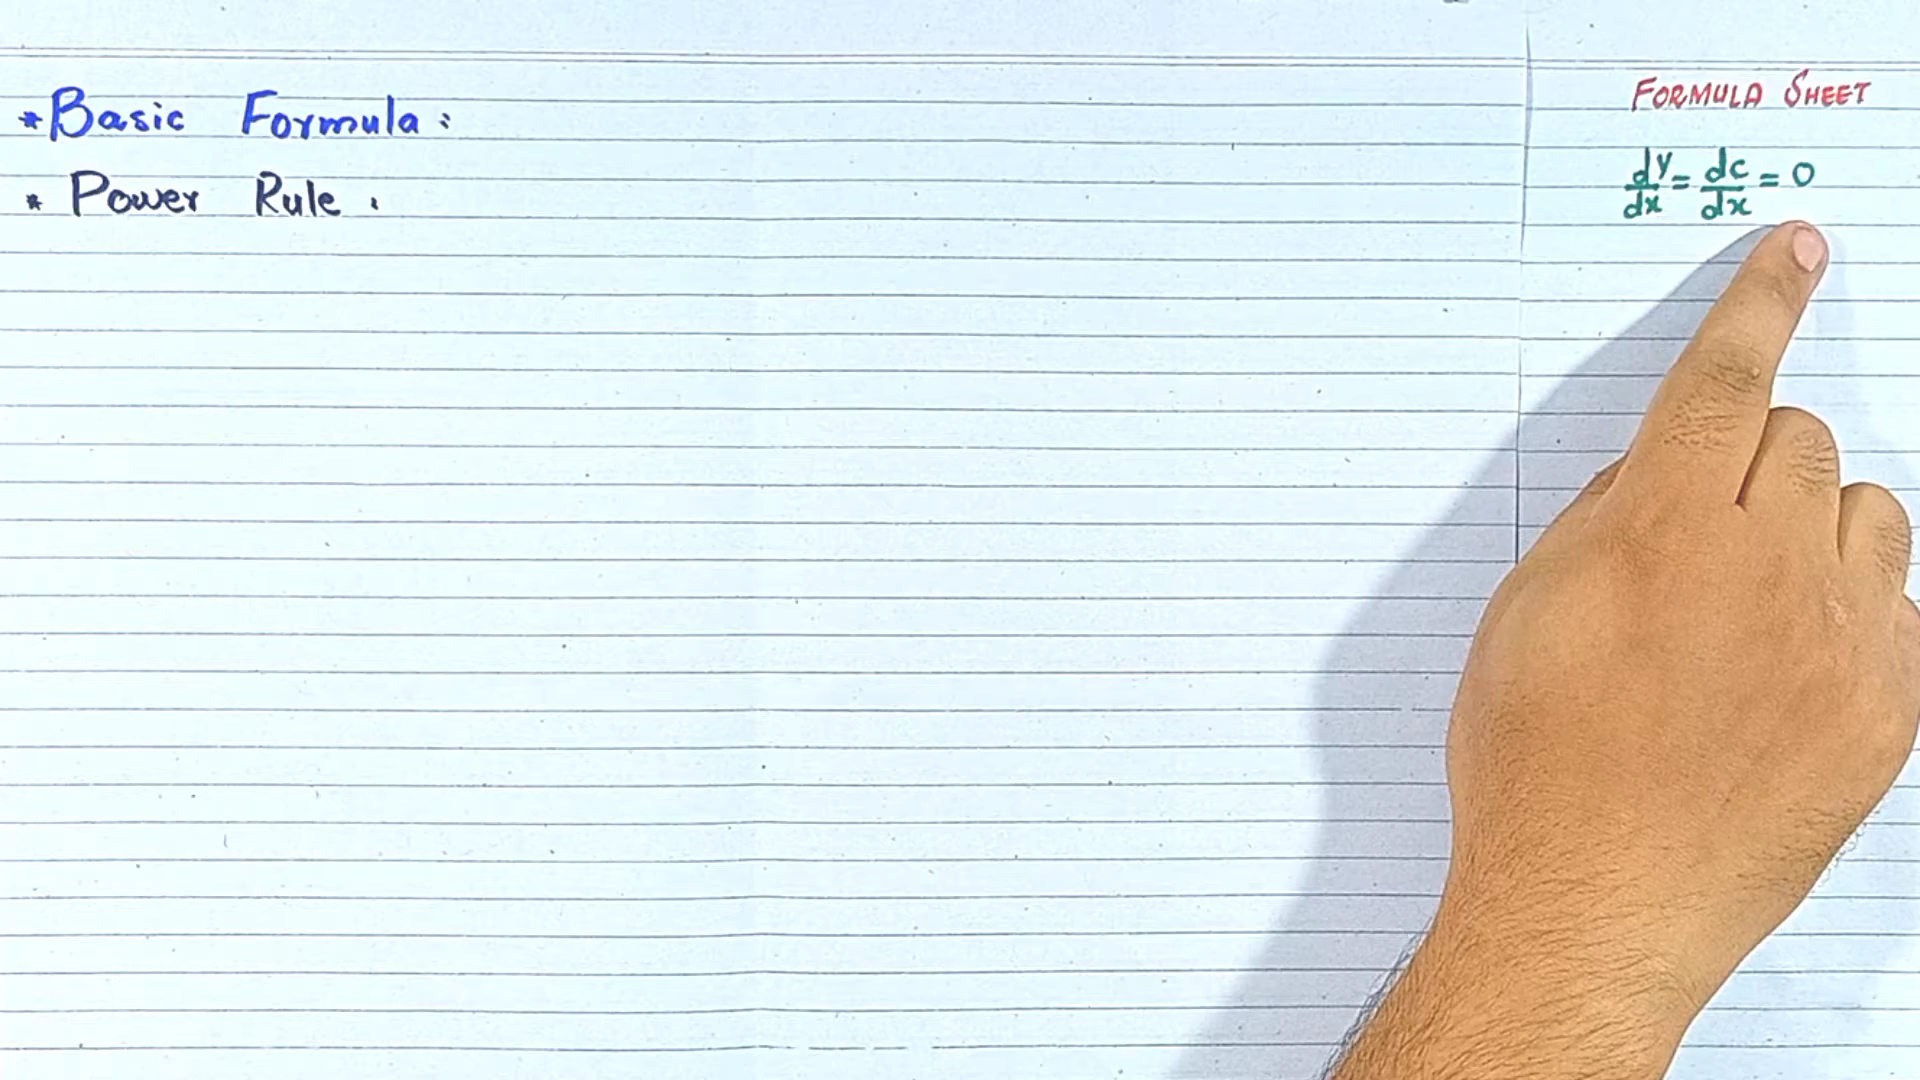 * Basic Formula:
* Power Rule:
FORMULA SHEET
dy/dx = dc/dx = 0